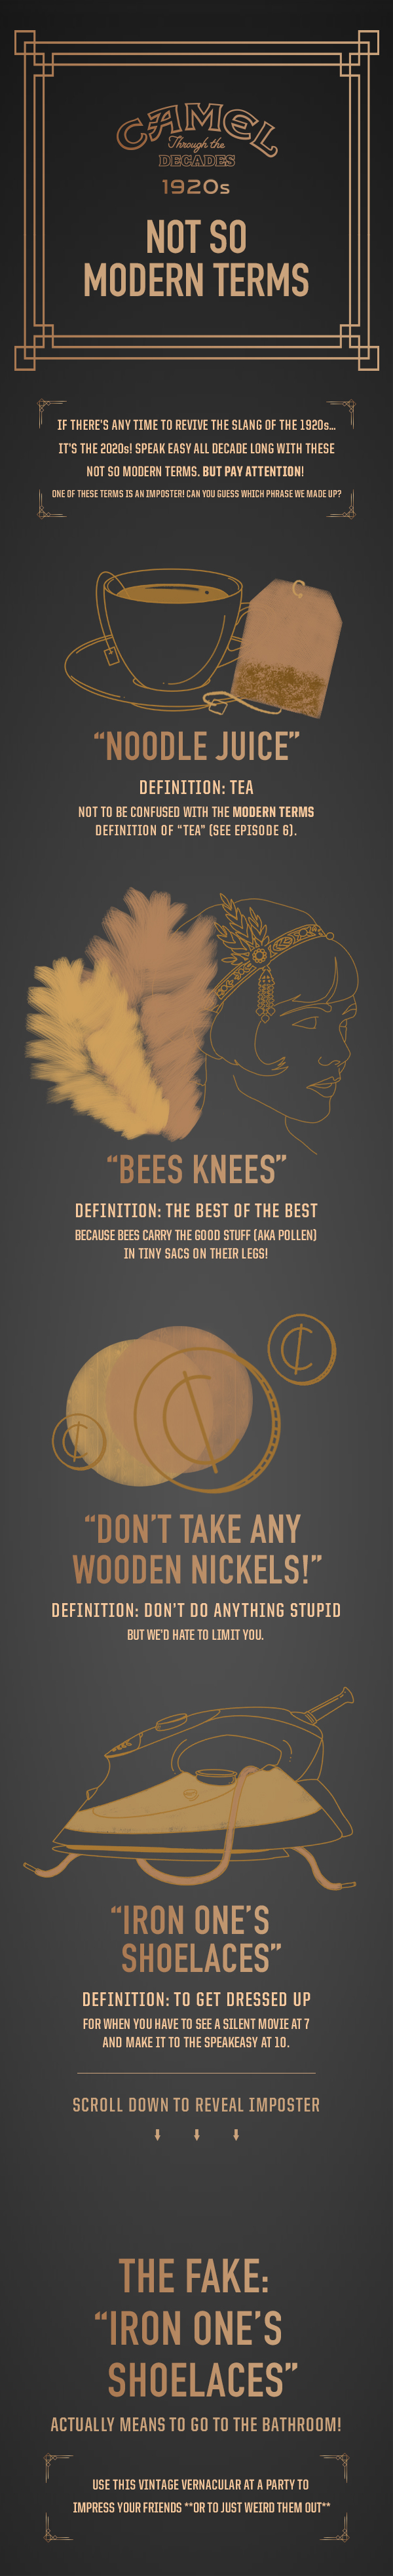 CAMEL
Through the
DECADES
1920s
NOT SO
MODERN TERMS
IF THERE'S ANY TIME TO REVIVE THE SLANG OF THE 1920s...
IT'S THE 2020s! SPEAK EASY ALL DECADE LONG WITH THESE
NOT SO MODERN TERMS. BUT PAY ATTENTION!
ONE OF THESE TERMS IS AN IMPOSTER! CAN YOU GUESS WHICH PHRASE WE MADE UP?
"NOODLE JUICE"
DEFINITION: TEA
NOT TO BE CONFUSED WITH THE MODERN TERMS
DEFINITION OF "TEA" (SEE EPISODE 6).
"BEES KNEES"
DEFINITION: THE BEST OF THE BEST
BECAUSE BEES CARRY THE GOOD STUFF (AKA POLLEN)
IN TINY SACS ON THEIR LEGS!
"DON'T TAKE ANY
WOODEN NICKELS!"
DEFINITION: DON'T DO ANYTHING STUPID
BUT WE'D HATE TO LIMIT YOU.
"IRON ONE'S
SHOELACES"
DEFINITION: TO GET DRESSED UP
FOR WHEN YOU HAVE TO SEE A SILENT MOVIE AT 7
AND MAKE IT TO THE SPEAKEASY AT 10.
SCROLL DOWN TO REVEAL IMPOSTER
THE FAKE:
"IRON ONE'S
SHOELACES"
ACTUALLY MEANS TO GO TO THE BATHROOM!
USE THIS VINTAGE VERNACULAR AT A PARTY TO
IMPRESS YOUR FRIENDS **OR TO JUST WEIRD THEM OUT**